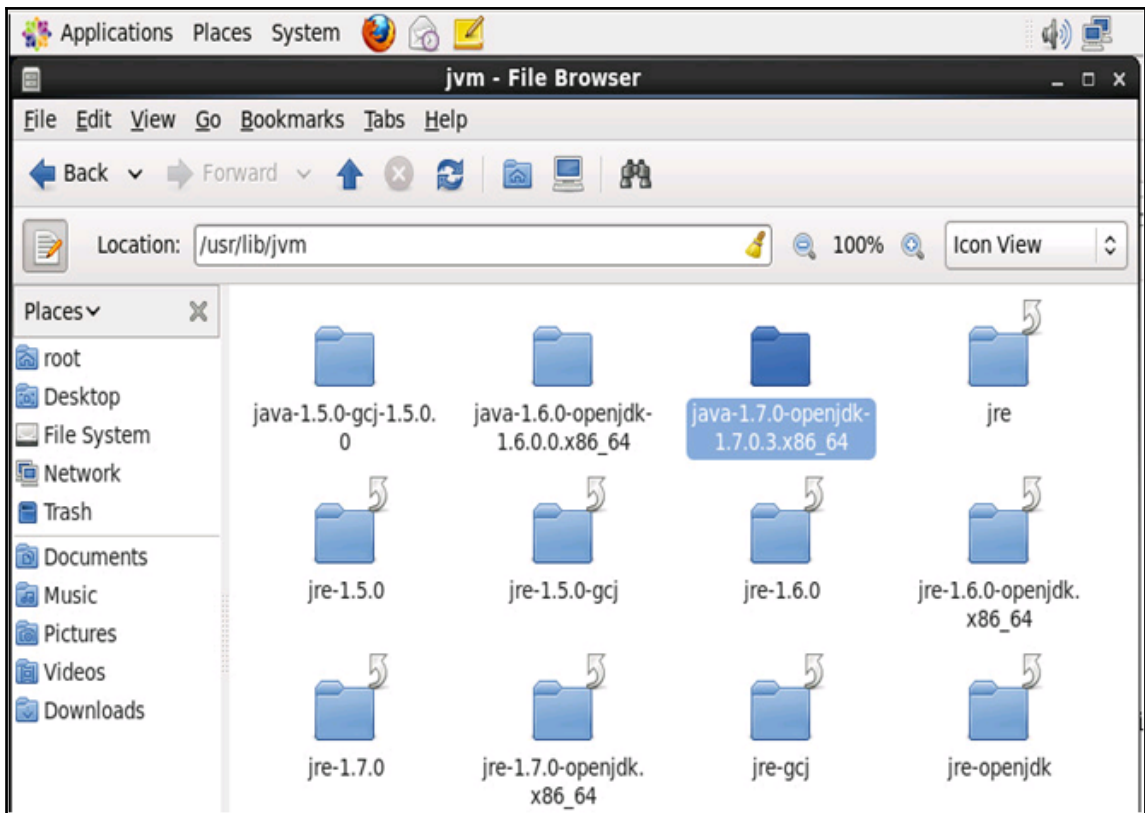 Applications Places System
jvm - File Browser
File Edit View Go Bookmarks Tabs Help
Back Forward
Location: /usr/lib/jvm 100% Icon View
Places
root
Desktop
File System
Network
Trash
Documents
Music
Pictures
Videos
Downloads
java-1.5.0-gcj-1.5.0.
0
java-1.6.0-openjdk-
1.6.0.0.x86_64
java-1.7.0-openjdk-
1.7.0.3.x86_64
jre
jre-1.5.0
jre-1.5.0-gcj
jre-1.6.0
jre-1.6.0-openjdk.
x86_64
jre-1.7.0
jre-1.7.0-openjdk.
x86_64
jre-gcj
jre-openjdk